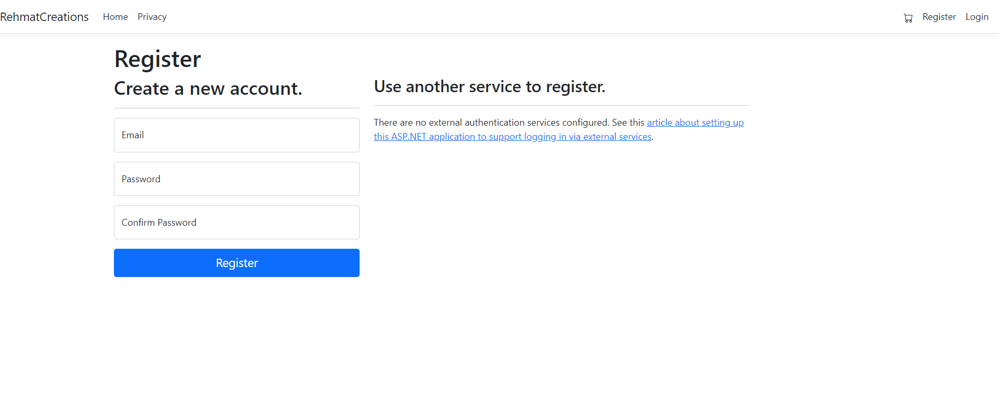 RehmatCreations Home Privacy Register Login
Register
Create a new account.
Email
Password
Confirm Password
Register
Use another service to register.
There are no external authentication services configured. See this article about setting up
this ASP.NET application to support logging in via external services.